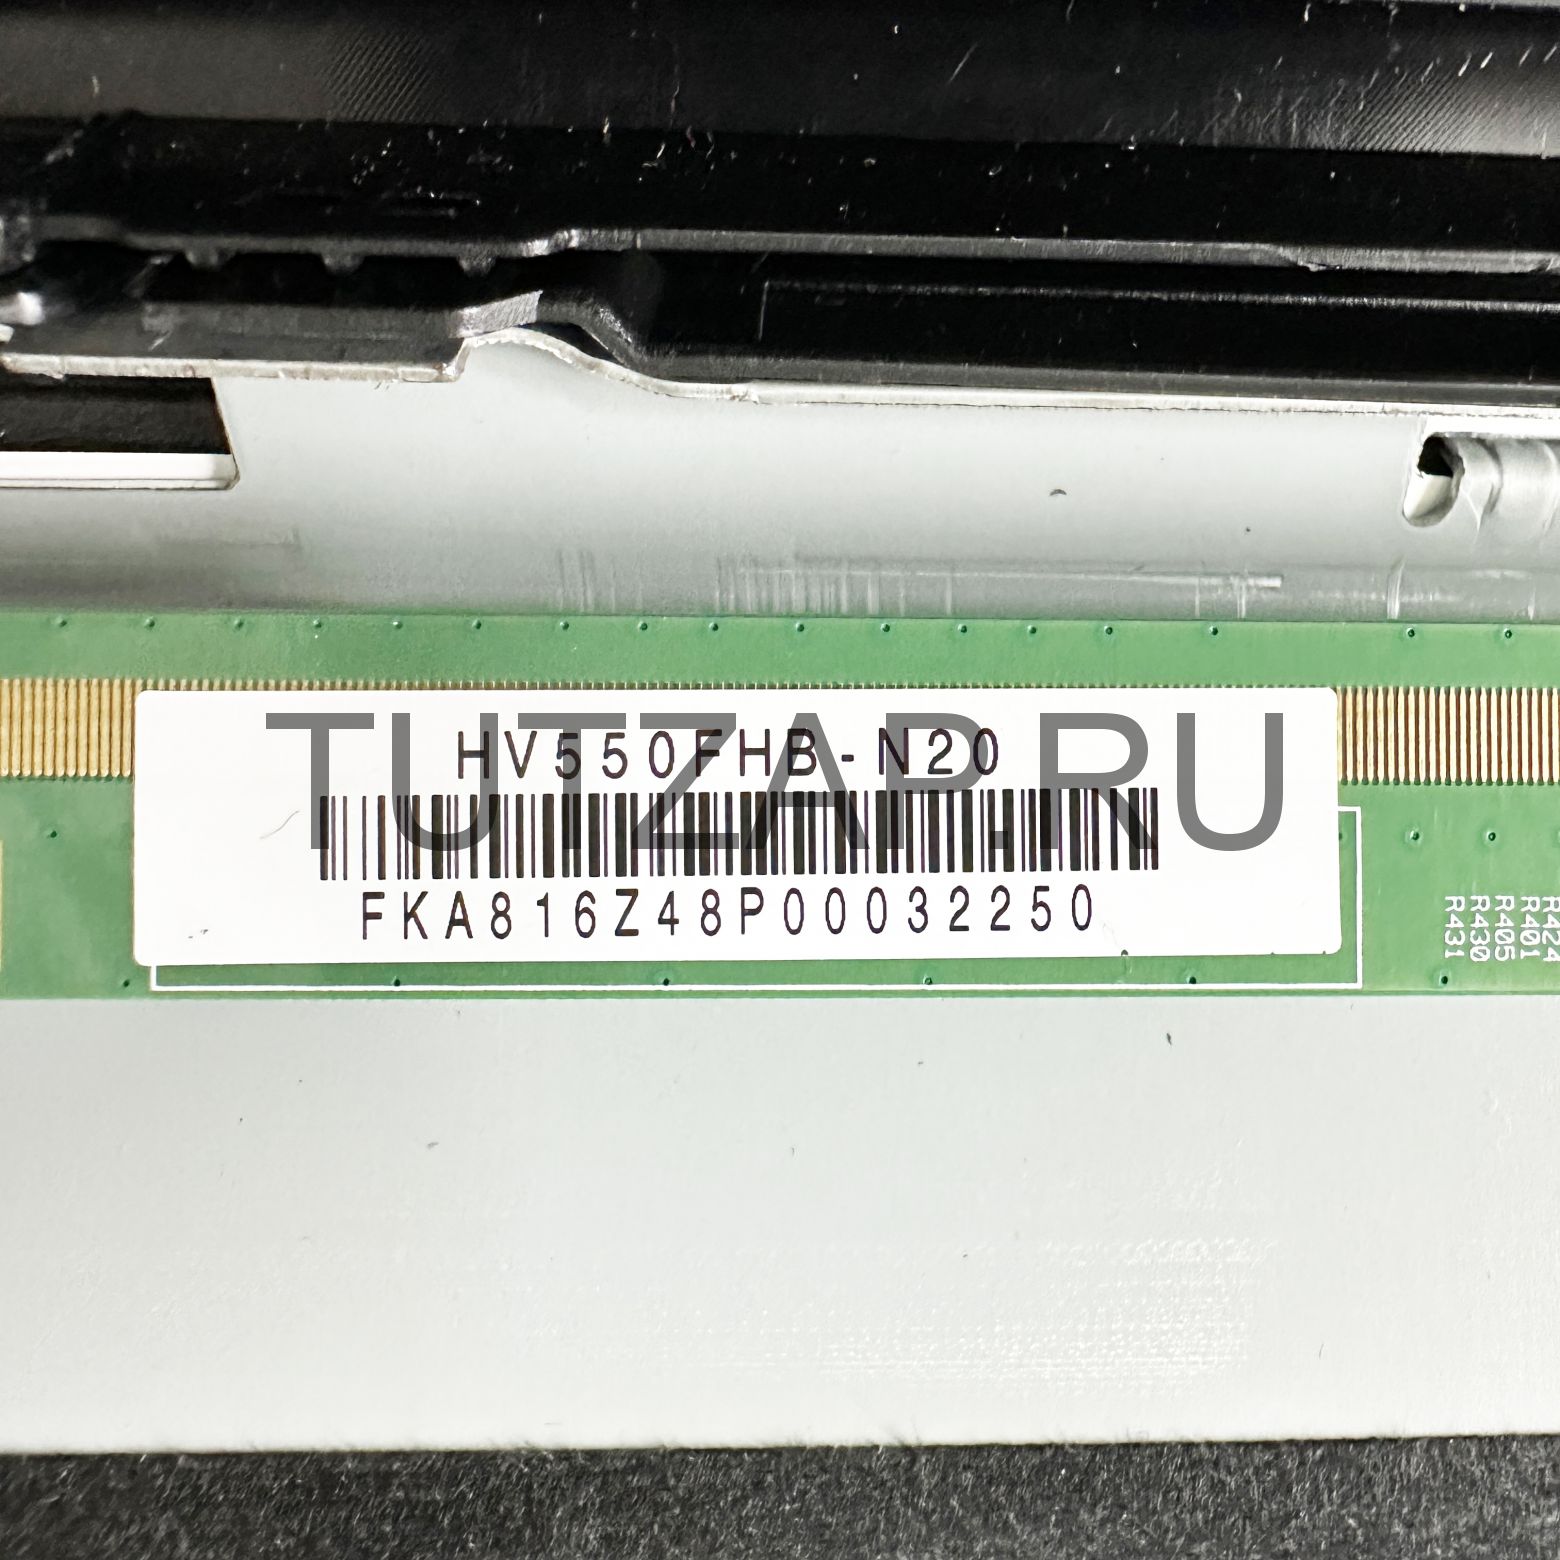 HV550FHB-N20
TUTZAP.RU
FKA816Z48P00032250
R431
R430
R405
R401
R424